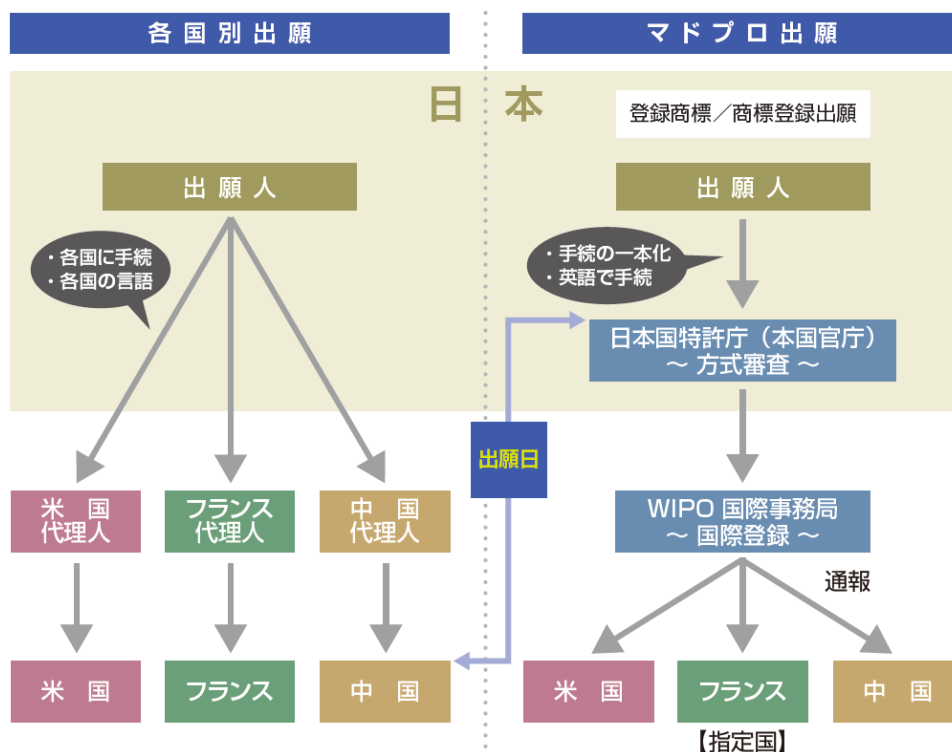 各国別出願
マドプロ出願
日本
登録商標／商標登録出願
出願人
出願人
・各国に手続
・各国の言語
・手続の一本化
・英語で手続
日本国特許庁（本国官庁）
～ 方式審査 ～
出願日
米国
代理人
フランス
代理人
中国
代理人
WIPO 国際事務局
～ 国際登録 ～
通報
米国
フランス
中国
米国
フランス
中国
【指定国】